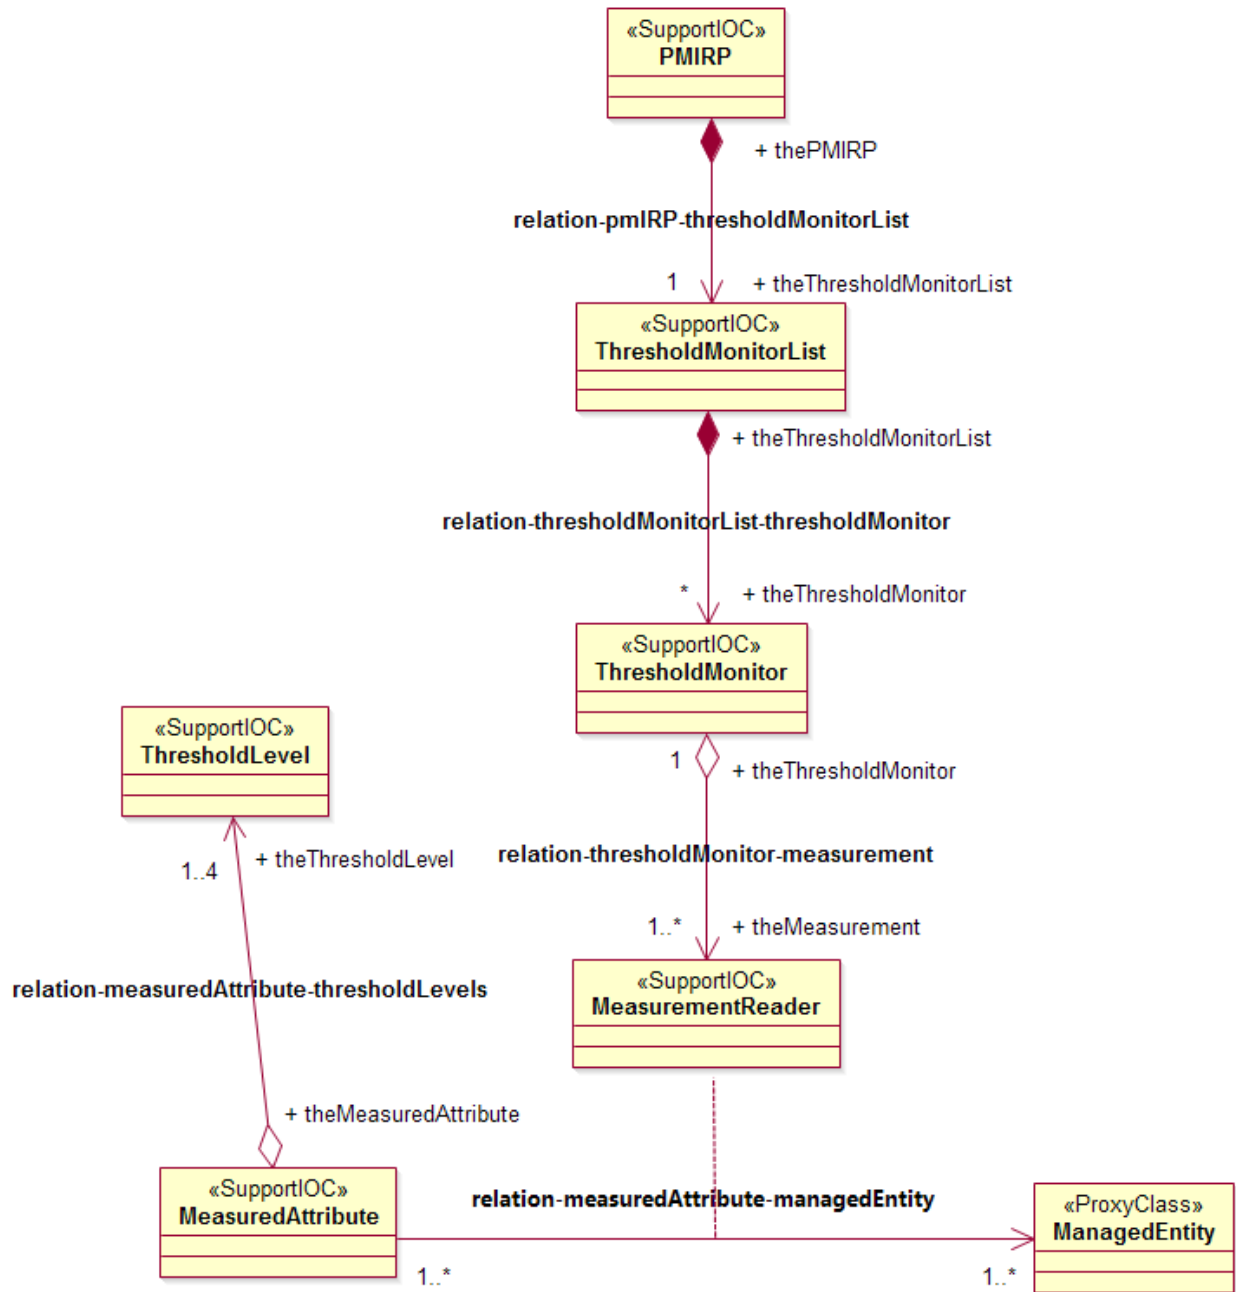 «SupportIOC»
PMIRP
+ thePMIRP
relation-pmIRP-thresholdMonitorList
1
+ theThresholdMonitorList
«SupportIOC»
ThresholdMonitorList
+ theThresholdMonitorList
relation-thresholdMonitorList-thresholdMonitor
*
+ theThresholdMonitor
«SupportIOC»
ThresholdMonitor
1
+ theThresholdMonitor
«SupportIOC»
ThresholdLevel
1..4
+ theThresholdLevel
relation-thresholdMonitor-measurement
1..*
+ theMeasurement
relation-measuredAttribute-thresholdLevels
«SupportIOC»
MeasurementReader
+ theMeasuredAttribute
«SupportIOC»
MeasuredAttribute
relation-measuredAttribute-managedEntity
«ProxyClass»
ManagedEntity
1..*
1..*